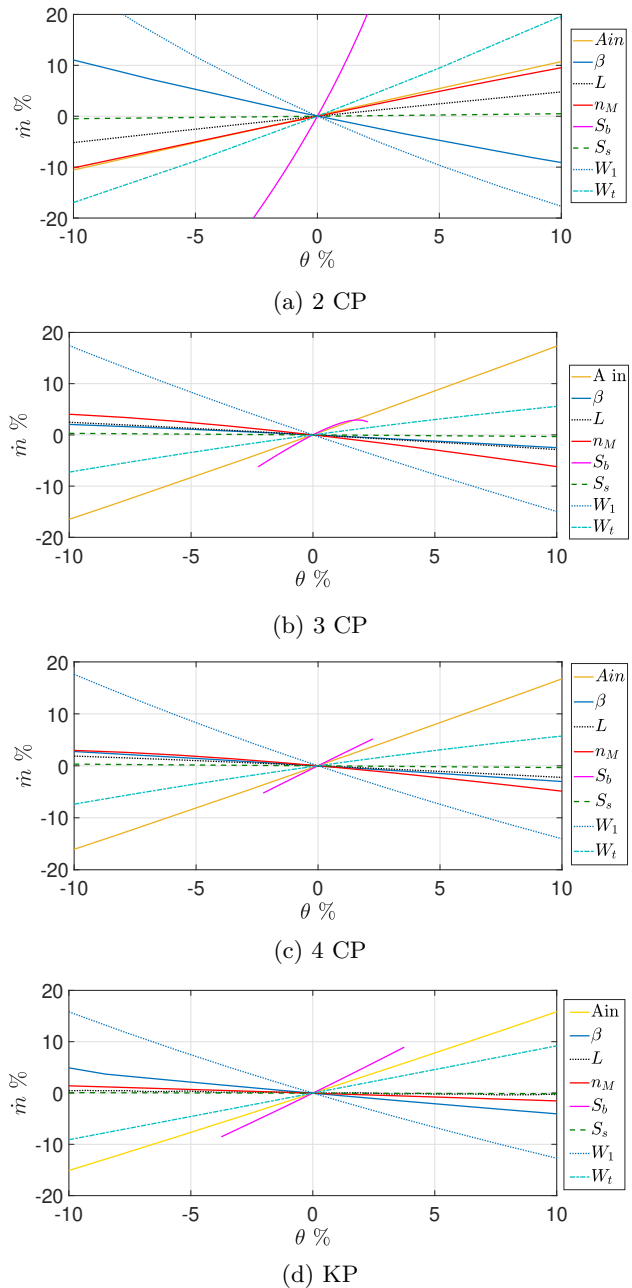 20
10
0
-10
-20
ṁ %
-10 -5 0 5 10
θ %
Ain
β
L
n_M
S_b
S_s
W_1
W_t
(a) 2 CP
20
10
0
-10
-20
ṁ %
-10 -5 0 5 10
θ %
A in
β
L
n_M
S_b
S_s
W_1
W_t
(b) 3 CP
20
10
0
-10
-20
ṁ %
-10 -5 0 5 10
θ %
Ain
β
L
n_M
S_b
S_s
W_1
W_t
(c) 4 CP
20
10
0
-10
-20
ṁ %
-10 -5 0 5 10
θ %
Ain
β
L
n_M
S_b
S_s
W_1
W_t
(d) KP